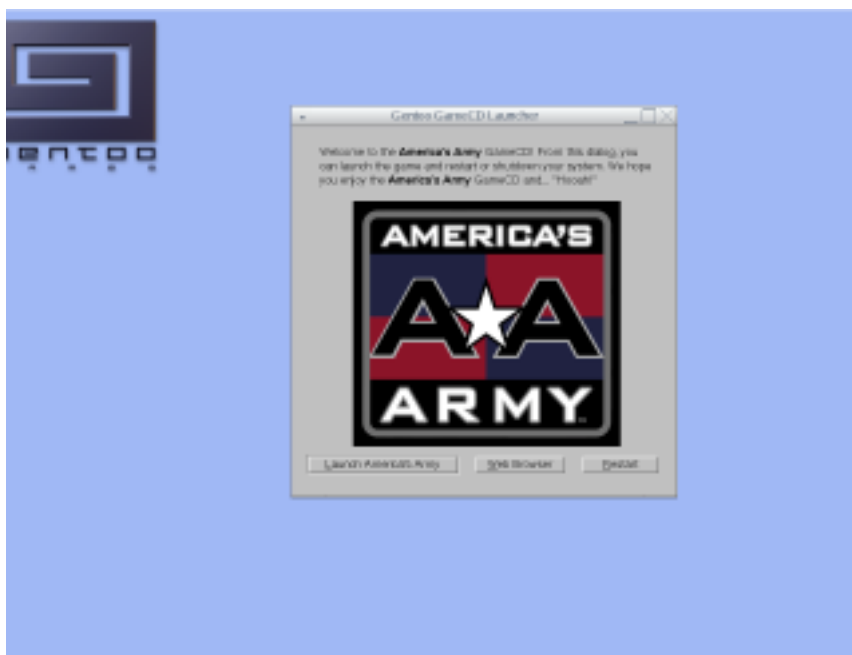 gentoo
Gentoo GameCD Launcher
Welcome to the America's Army GameCD! From this dialog, you
can launch the game and restart or shutdown your system. We hope
you enjoy the America's Army GameCD and... "Hooah!"
AMERICA'S
AA
ARMY
Launch America's Army Web Browser Restart